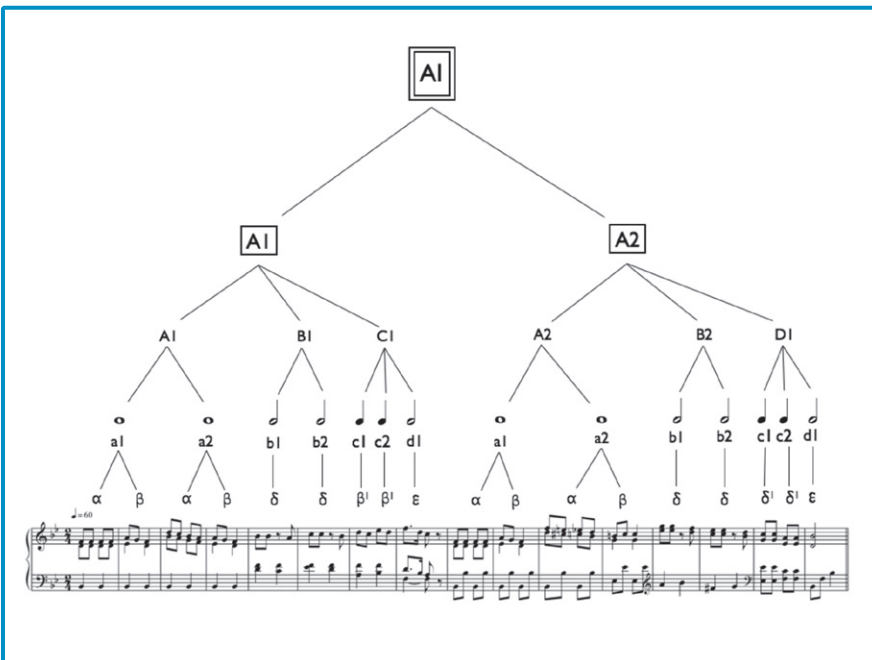 A1
A1 A2
A1 B1 C1 A2 B2 D1
a1 a2 b1 b2 c1 c2 d1 a1 a2 b1 b2 c1 c2 d1
α β α β δ δ β¹ β¹ ε α β α β δ δ δ¹ δ¹ ε
♩=60